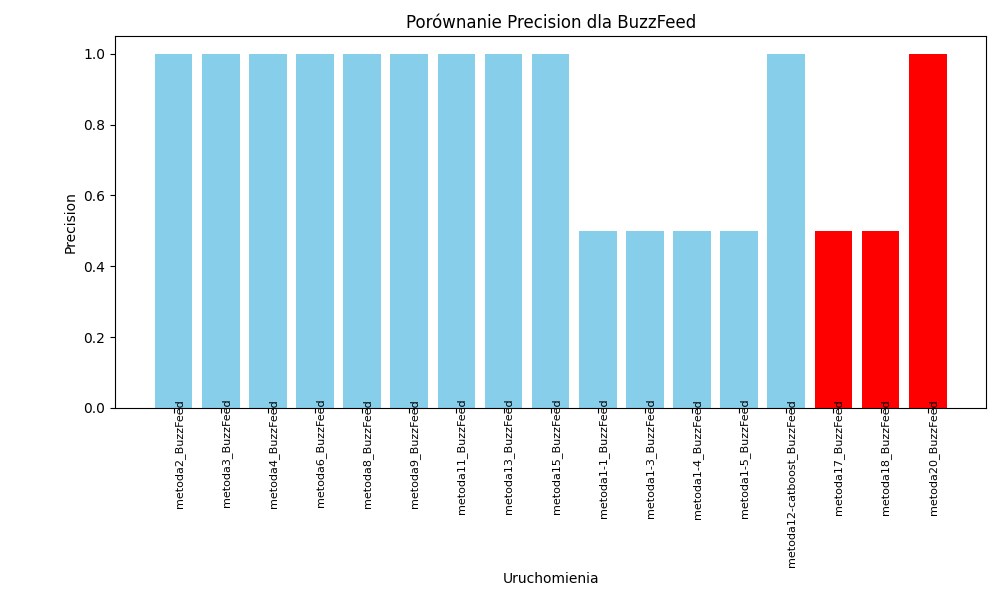 Porównanie Precision dla BuzzFeed
Precision
1.0
0.8
0.6
0.4
0.2
0.0
metoda2_BuzzFeed
metoda3_BuzzFeed
metoda4_BuzzFeed
metoda6_BuzzFeed
metoda8_BuzzFeed
metoda9_BuzzFeed
metoda11_BuzzFeed
metoda13_BuzzFeed
metoda15_BuzzFeed
metoda1-1_BuzzFeed
metoda1-3_BuzzFeed
metoda1-4_BuzzFeed
metoda1-5_BuzzFeed
metoda12-catboost_BuzzFeed
metoda17_BuzzFeed
metoda18_BuzzFeed
metoda20_BuzzFeed
Uruchomienia